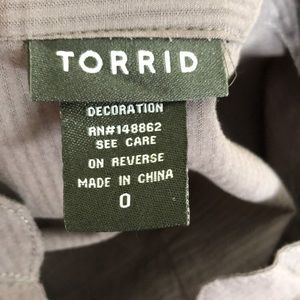 TORRID
DECORATION
RN#148862
SEE CARE
ON REVERSE
MADE IN CHINA
0